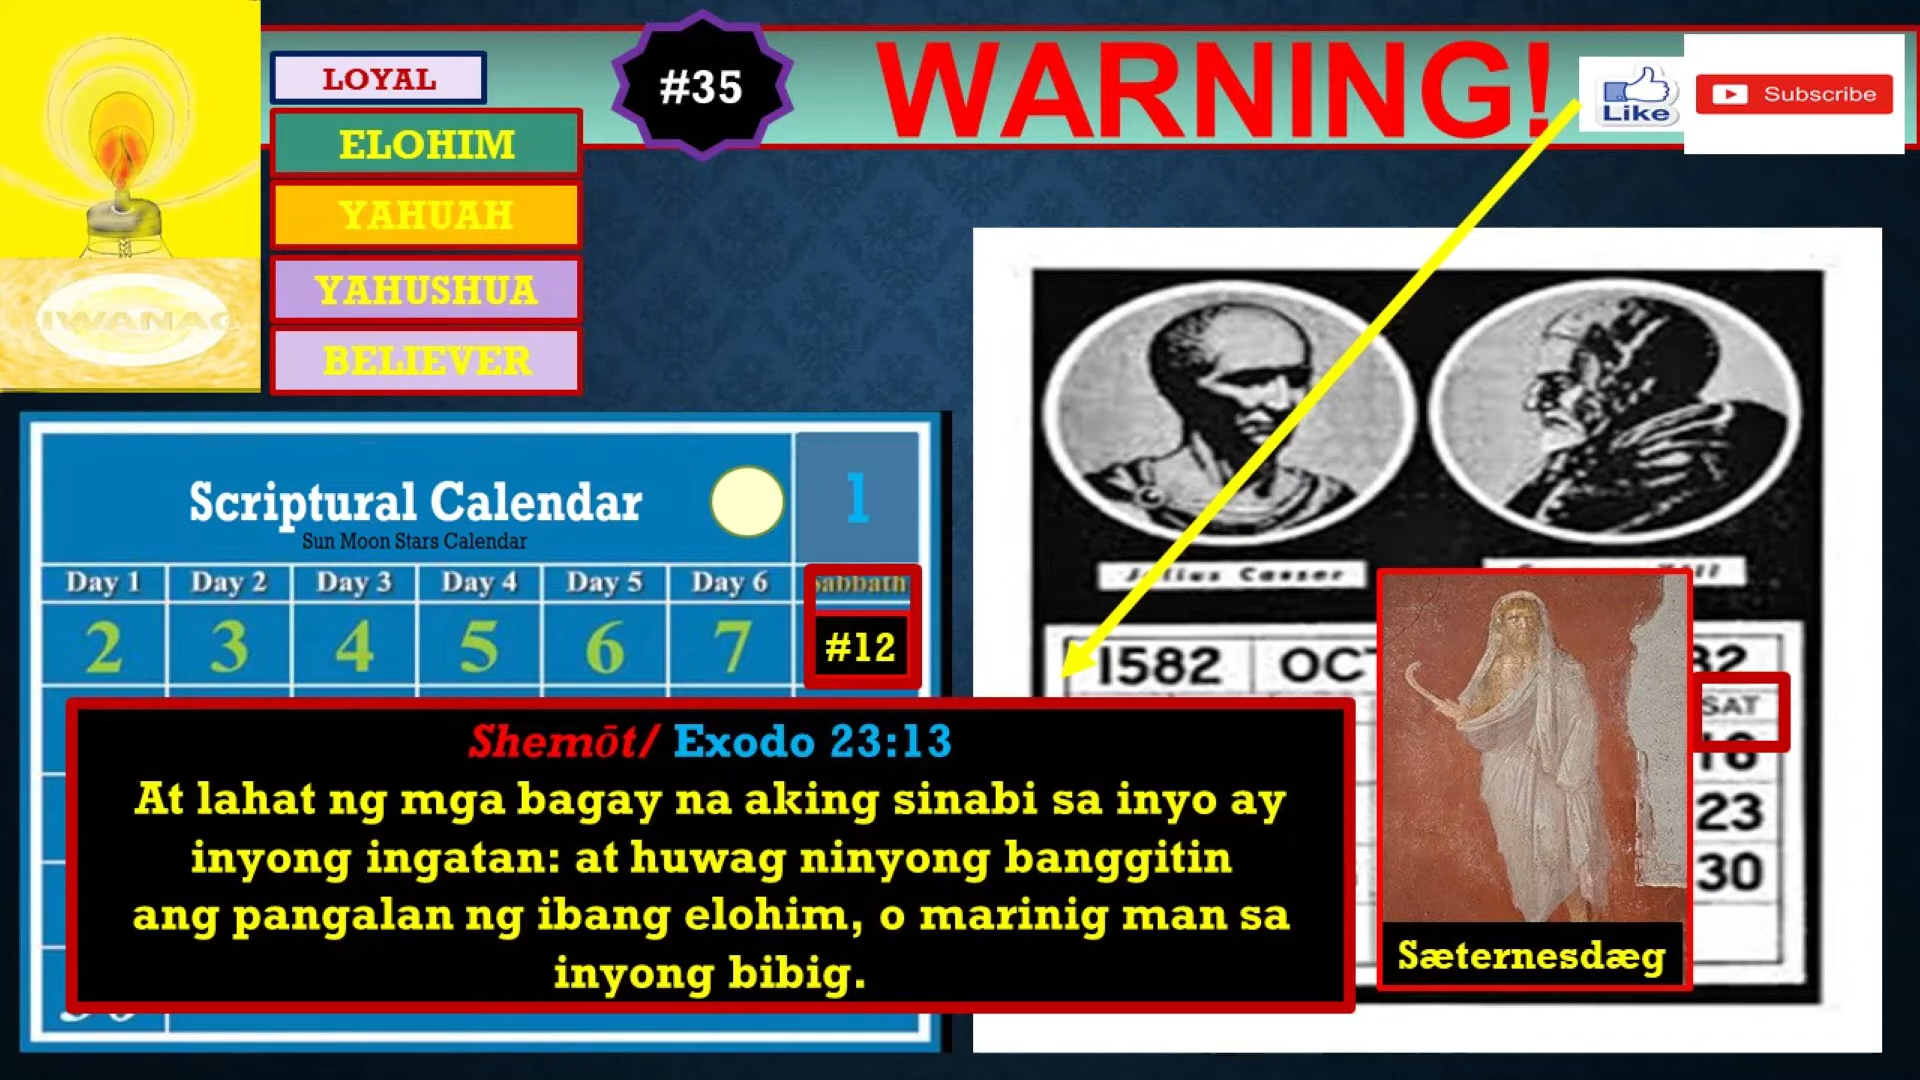 LOYAL
ELOHIM
YAHUAH
YAHUSHUA
BELIEVER
#35
WARNING!
Like
Subscribe
Scriptural Calendar
Sun Moon Stars Calendar
1
Day 1 Day 2 Day 3 Day 4 Day 5 Day 6 Sabbath
2 3 4 5 6 7 #12
Julius Caesar
1582
SAT
23
30
Sæternesdæg
Shemōt/ Exodo 23:13
At lahat ng mga bagay na aking sinabi sa inyo ay
inyong ingatan: at huwag ninyong banggitin
ang pangalan ng ibang elohim, o marinig man sa
inyong bibig.